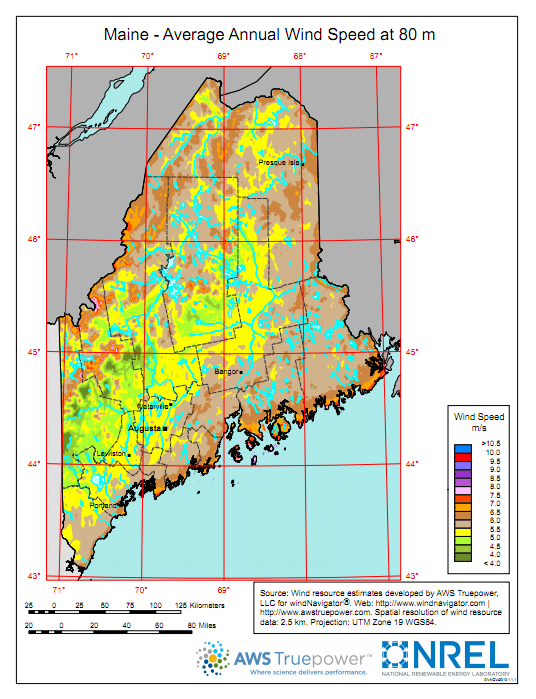 Maine - Average Annual Wind Speed at 80 m
71° 70° 69° 68° 67°
47° 47°
Presque Isle
46° 46°
45° 45°
Bangor
Waterville
Augusta
Lewiston
44° 44°
Portland
43° 43°
71° 70° 69° 68° 67°
Wind Speed
m/s
>10.5
10.0
9.5
9.0
8.5
8.0
7.5
7.0
6.5
6.0
5.5
5.0
4.5
4.0
< 4.0
25 0 25 50 75 100 125 Kilometers
20 0 20 40 60 80 Miles
Source: Wind resource estimates developed by AWS Truepower,
LLC for windNavigator®. Web: http://www.windnavigator.com |
http://www.awstruepower.com. Spatial resolution of wind resource
data: 2.5 km. Projection: UTM Zone 19 WGS84.
AWS Truepower™
Where science delivers performance.
NREL
NATIONAL RENEWABLE ENERGY LABORATORY